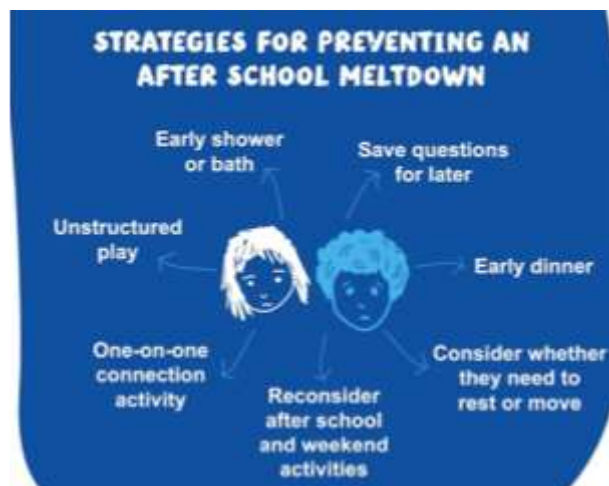 STRATEGIES FOR PREVENTING AN
AFTER SCHOOL MELTDOWN
Early shower
or bath
Save questions
for later
Unstructured
play
Early dinner
One-on-one
connection
activity
Consider whether
they need to
rest or move
Reconsider
after school
and weekend
activities